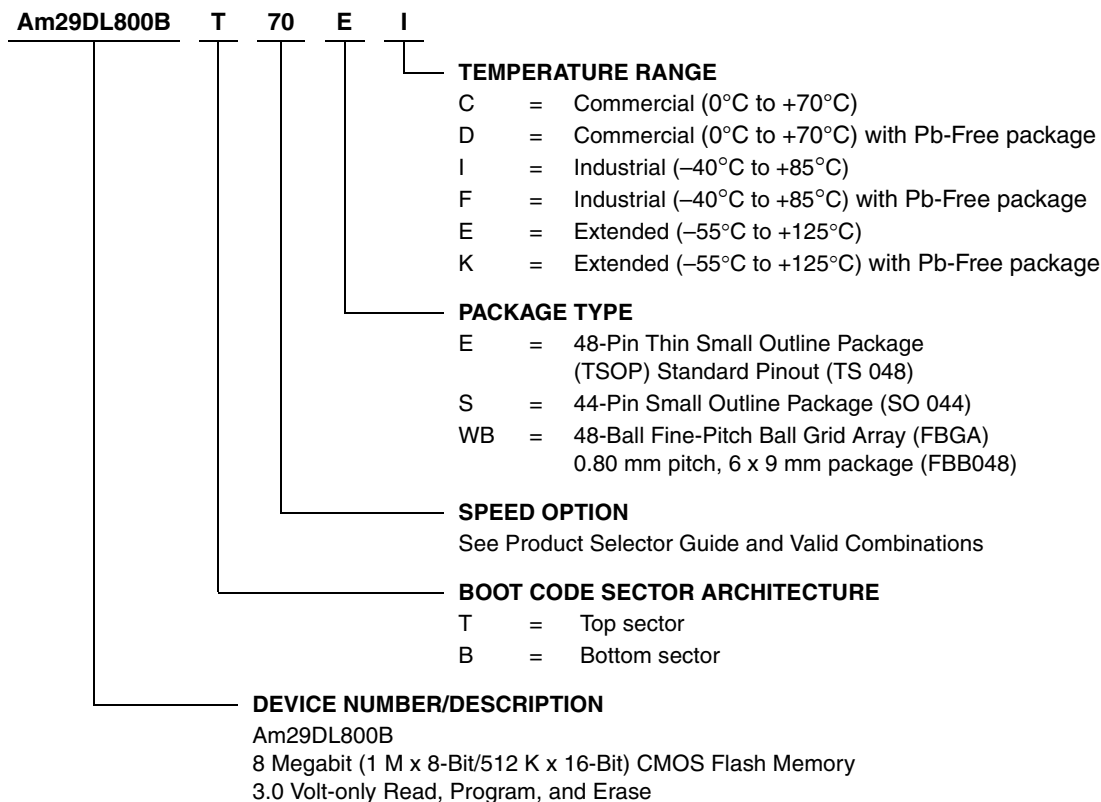 Am29DL800B T 70 E I
TEMPERATURE RANGE
C = Commercial (0°C to +70°C)
D = Commercial (0°C to +70°C) with Pb-Free package
I = Industrial (–40°C to +85°C)
F = Industrial (–40°C to +85°C) with Pb-Free package
E = Extended (–55°C to +125°C)
K = Extended (–55°C to +125°C) with Pb-Free package
PACKAGE TYPE
E = 48-Pin Thin Small Outline Package
(TSOP) Standard Pinout (TS 048)
S = 44-Pin Small Outline Package (SO 044)
WB = 48-Ball Fine-Pitch Ball Grid Array (FBGA)
0.80 mm pitch, 6 x 9 mm package (FBB048)
SPEED OPTION
See Product Selector Guide and Valid Combinations
BOOT CODE SECTOR ARCHITECTURE
T = Top sector
B = Bottom sector
DEVICE NUMBER/DESCRIPTION
Am29DL800B
8 Megabit (1 M x 8-Bit/512 K x 16-Bit) CMOS Flash Memory
3.0 Volt-only Read, Program, and Erase